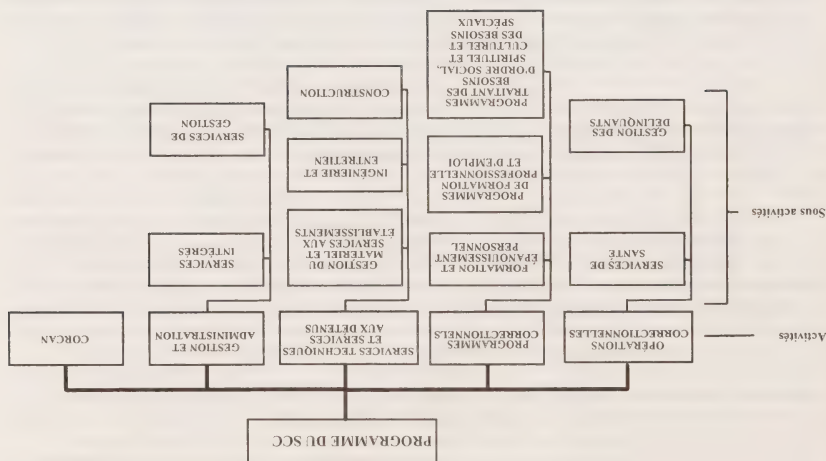 PROGRAMME DU SCC
Activités
OPÉRATIONS
CORRECTIONNELLES
PROGRAMMES
CORRECTIONNELS
SERVICES TECHNIQUES
ET SERVICES
AUX DÉTENUS
GESTION ET
ADMINISTRATION
CORCAN
Sous activités
SERVICES DE
SANTÉ
GESTION DES
DÉLINQUANTS
FORMATION ET
ÉPANOUISSEMENT
PERSONNEL
PROGRAMMES
DE FORMATION
PROFESSIONNELLE
ET D'EMPLOI
PROGRAMMES
TRAITANT DES
BESOINS
D'ORDRE SOCIAL,
SPIRITUEL ET
CULTUREL ET
DES BESOINS
SPÉCIAUX
GESTION DU
MATÉRIEL ET
SERVICES AUX
ÉTABLISSEMENTS
INGÉNIERIE ET
ENTRETIEN
CONSTRUCTION
SERVICES
INTÉGRÉS
SERVICES DE
GESTION